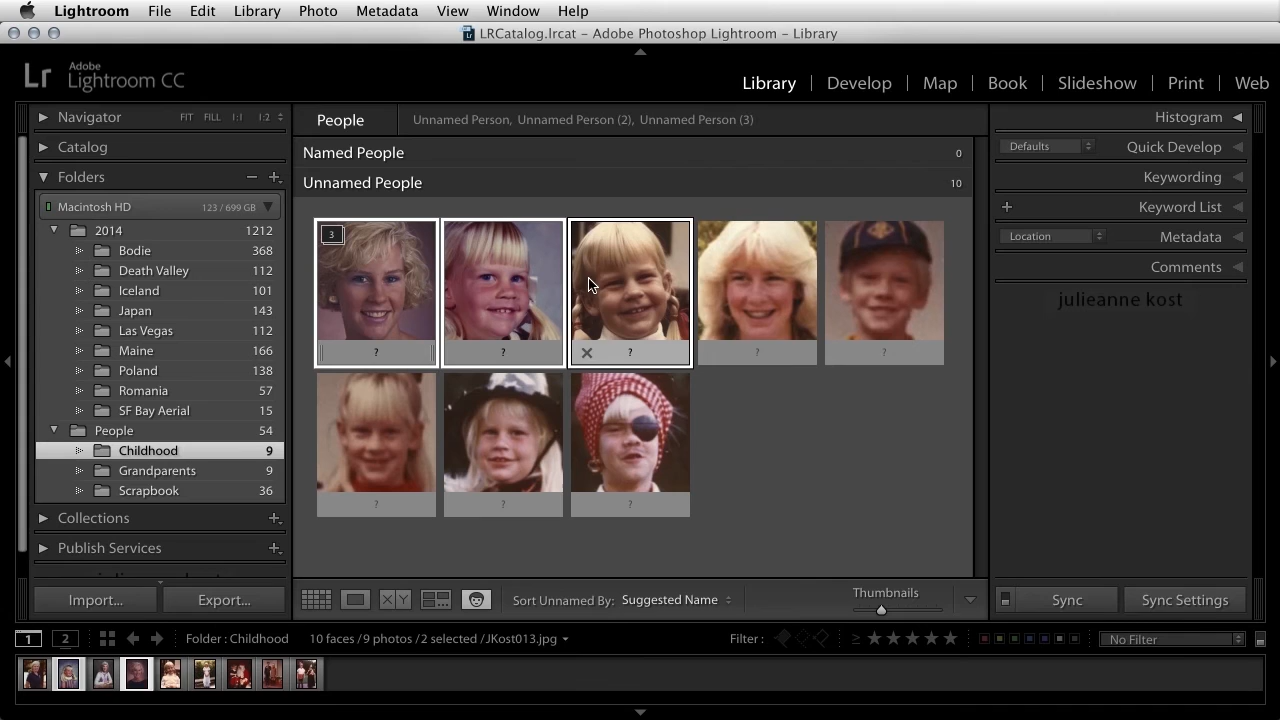 Lightroom File Edit Library Photo Metadata View Window Help
LRCatalog.lrcat – Adobe Photoshop Lightroom – Library
Lr Adobe Lightroom CC
Library Develop Map Book Slideshow Print Web
Navigator FIT FILL 1:1 1:2
Catalog
Folders
Macintosh HD 123 / 699 GB
2014 1212
Bodie 368
Death Valley 112
Iceland 101
Japan 143
Las Vegas 112
Maine 166
Poland 138
Romania 57
SF Bay Aerial 15
People 54
Childhood 9
Grandparents 9
Scrapbook 36
Collections
Publish Services
Import... Export...
People Unnamed Person, Unnamed Person (2), Unnamed Person (3)
Named People 0
Unnamed People 10
3
? ? ? ? ?
? ? ?
XY Sort Unnamed By: Suggested Name Thumbnails
Histogram
Defaults Quick Develop
Keywording
Keyword List
Location Metadata
Comments
julieanne kost
Sync Sync Settings
1 2 Folder : Childhood 10 faces / 9 photos / 2 selected / JKost013.jpg Filter : ≥ No Filter